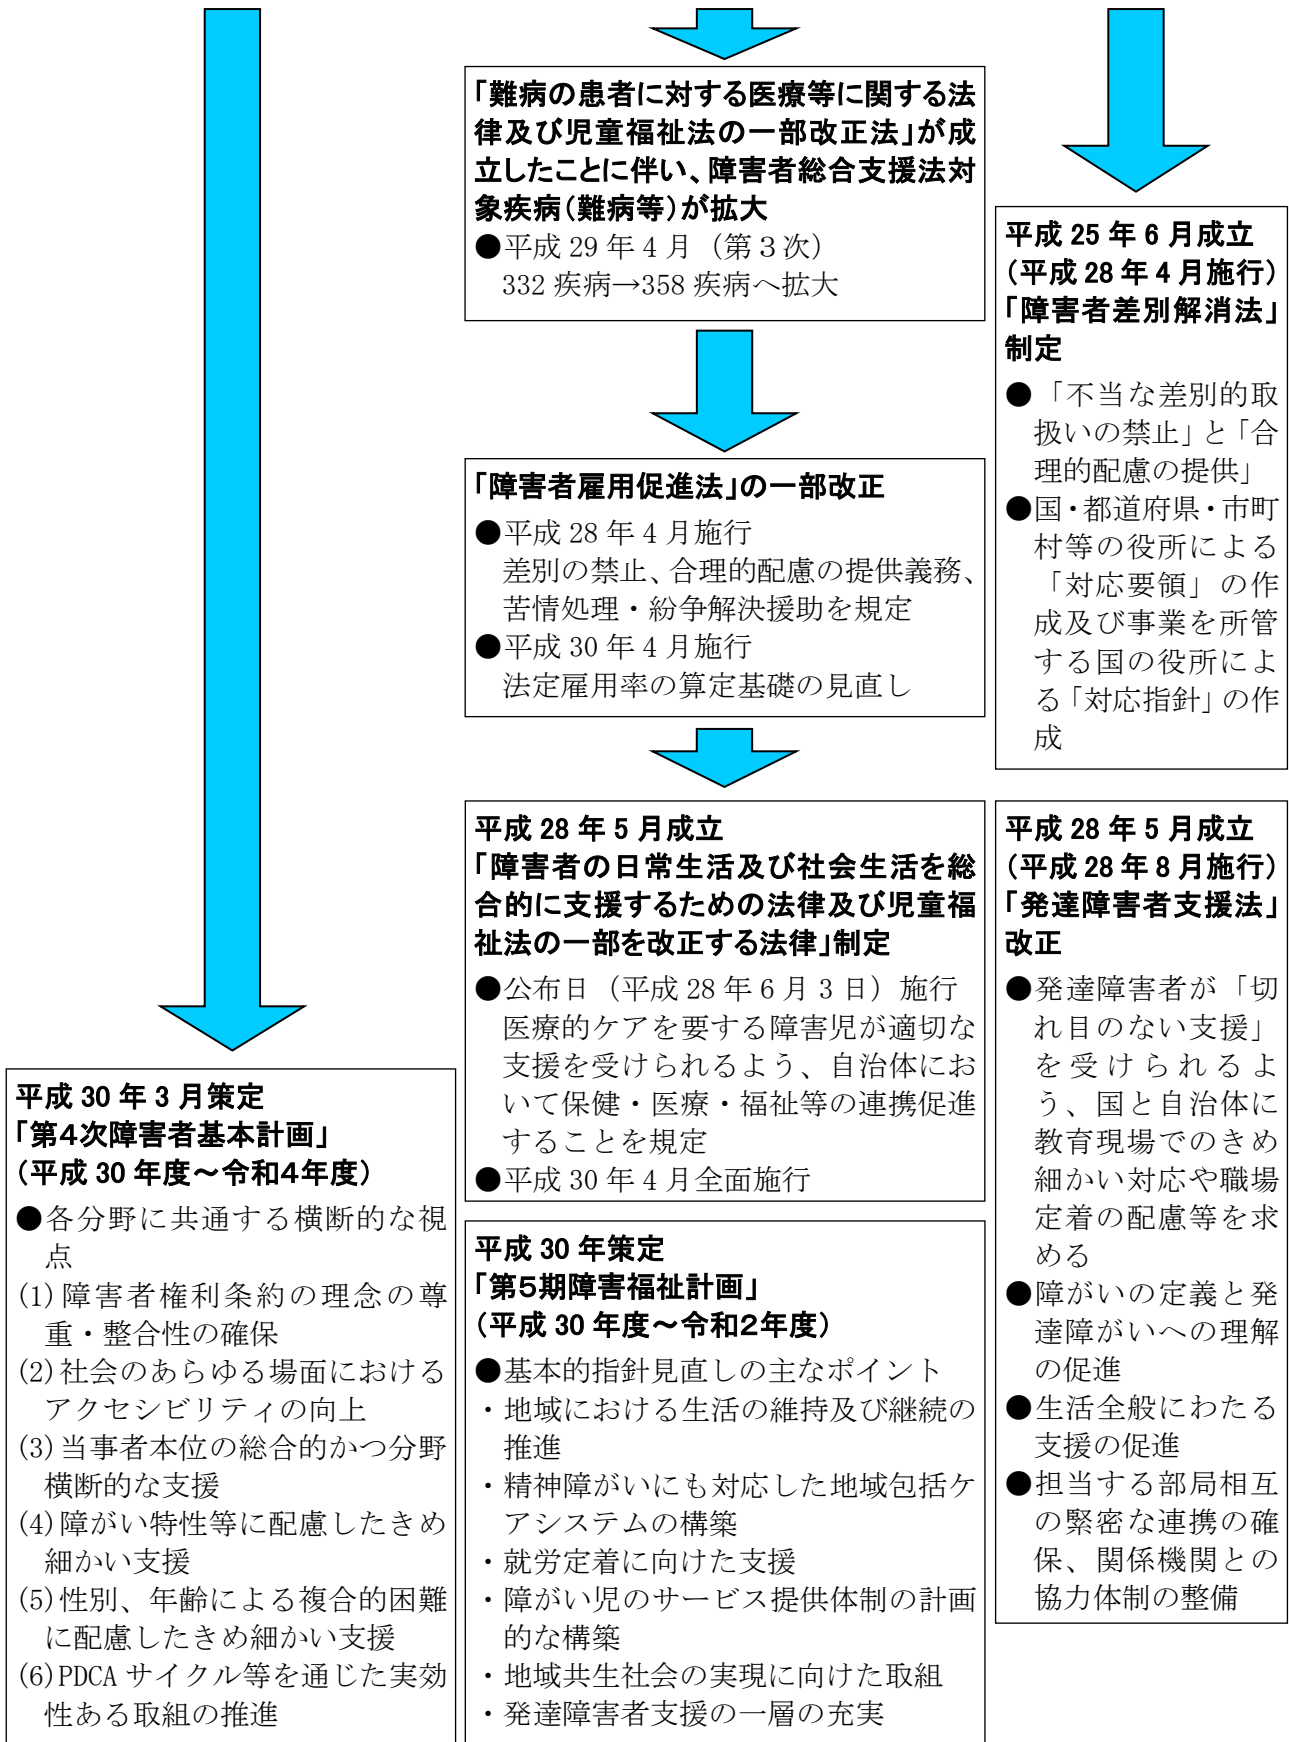 「難病の患者に対する医療等に関する法
律及び児童福祉法の一部改正法」が成
立したことに伴い、障害者総合支援法対
象疾病（難病等）が拡大
●平成 29 年 4 月（第３次）
332 疾病→358 疾病へ拡大
「障害者雇用促進法」の一部改正
●平成 28 年 4 月施行
差別の禁止、合理的配慮の提供義務、
苦情処理・紛争解決援助を規定
●平成 30 年 4 月施行
法定雇用率の算定基礎の見直し
平成 25 年 6 月成立
（平成 28 年 4 月施行）
「障害者差別解消法」
制定
●「不当な差別的取
扱いの禁止」と「合
理的配慮の提供」
●国・都道府県・市町
村等の役所による
「対応要領」の作
成及び事業を所管
する国の役所によ
る「対応指針」の作
成
平成 28 年 5 月成立
「障害者の日常生活及び社会生活を総
合的に支援するための法律及び児童福
祉法の一部を改正する法律」制定
●公布日（平成 28 年 6 月 3 日）施行
医療的ケアを要する障害児が適切な
支援を受けられるよう、自治体にお
いて保健・医療・福祉等の連携促進
することを規定
●平成 30 年 4 月全面施行
平成 28 年 5 月成立
（平成 28 年 8 月施行）
「発達障害者支援法」
改正
●発達障害者が「切
れ目のない支援」
を受けられるよ
う、国と自治体に
教育現場でのきめ
細かい対応や職場
定着の配慮等を求
める
●障がいの定義と発
達障がいへの理解
の促進
●生活全般にわたる
支援の促進
●担当する部局相互
の緊密な連携の確
保、関係機関との
協力体制の整備
平成 30 年 3 月策定
「第４次障害者基本計画」
（平成 30 年度～令和４年度）
●各分野に共通する横断的な視
点
(1)障害者権利条約の理念の尊
重・整合性の確保
(2)社会のあらゆる場面における
アクセシビリティの向上
(3)当事者本位の総合的かつ分野
横断的な支援
(4)障がい特性等に配慮したきめ
細かい支援
(5)性別、年齢による複合的困難
に配慮したきめ細かい支援
(6)PDCA サイクル等を通じた実効
性ある取組の推進
平成 30 年策定
「第５期障害福祉計画」
（平成 30 年度～令和２年度）
●基本的指針見直しの主なポイント
・地域における生活の維持及び継続の
推進
・精神障がいにも対応した地域包括ケ
アシステムの構築
・就労定着に向けた支援
・障がい児のサービス提供体制の計画
的な構築
・地域共生社会の実現に向けた取組
・発達障害者支援の一層の充実